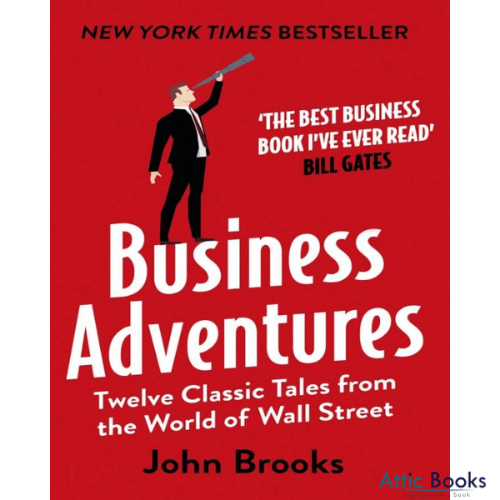 NEW YORK TIMES BESTSELLER
'THE BEST BUSINESS
BOOK I'VE EVER READ'
BILL GATES
Business
Adventures
Twelve Classic Tales from
the World of Wall Street
John Brooks
Attic Books
book